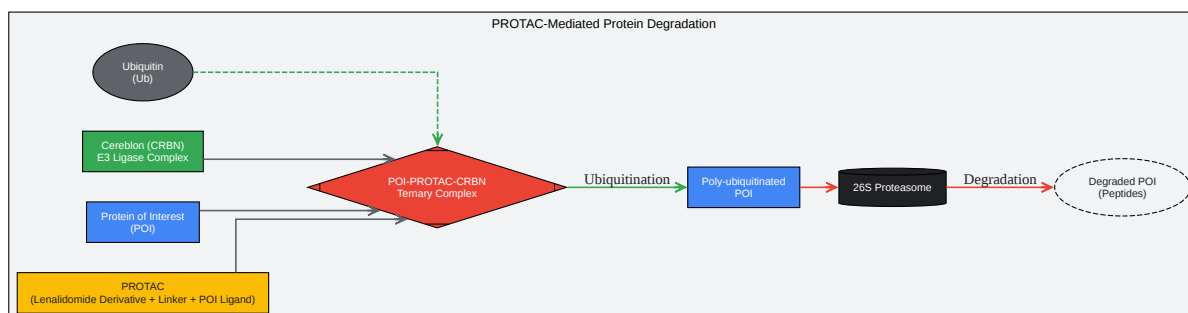 PROTAC-Mediated Protein Degradation
Ubiquitin
(Ub)
Cereblon (CRBN)
E3 Ligase Complex
POI-PROTAC-CRBN
Ternary Complex
Ubiquitination
Poly-ubiquitinated
POI
26S Proteasome
Degradation
Degraded POI
(Peptides)
Protein of Interest
(POI)
PROTAC
(Lenalidomide Derivative + Linker + POI Ligand)